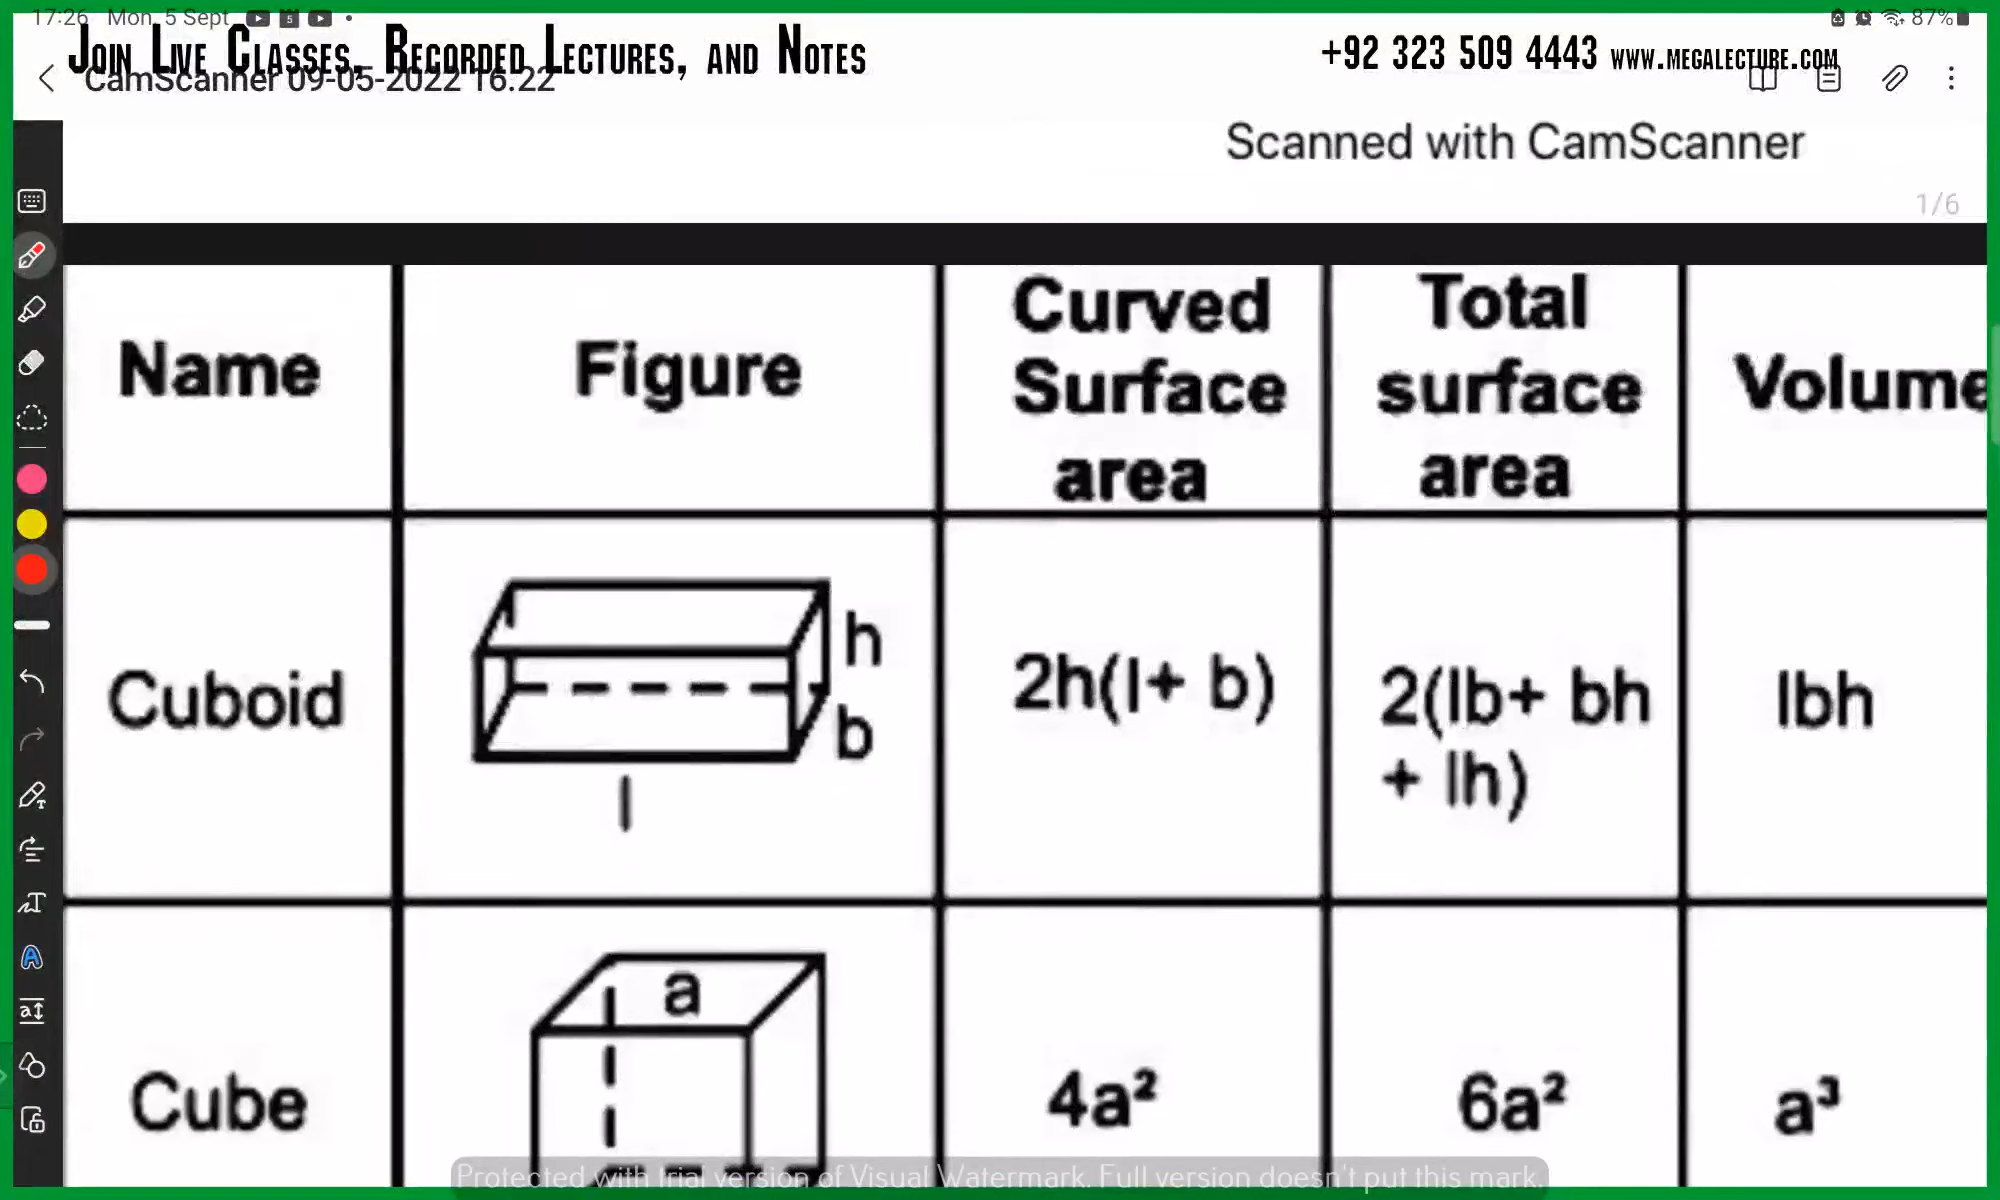 17:26 Mon, 5 Sept
5
87%
JOIN LIVE CLASSES, RECORDED LECTURES, AND NOTES
+92 323 509 4443 WWW.MEGALECTURE.COM
CamScanner 09-05-2022 16.22
Scanned with CamScanner
1/6
Name
Figure
Curved
Surface
area
Total
surface
area
Volume
Cuboid
h
b
l
2h(l+ b)
2(lb+ bh
+ lh)
lbh
Cube
a
4a²
6a²
a³
Protected with trial version of Visual Watermark. Full version doesn't put this mark.